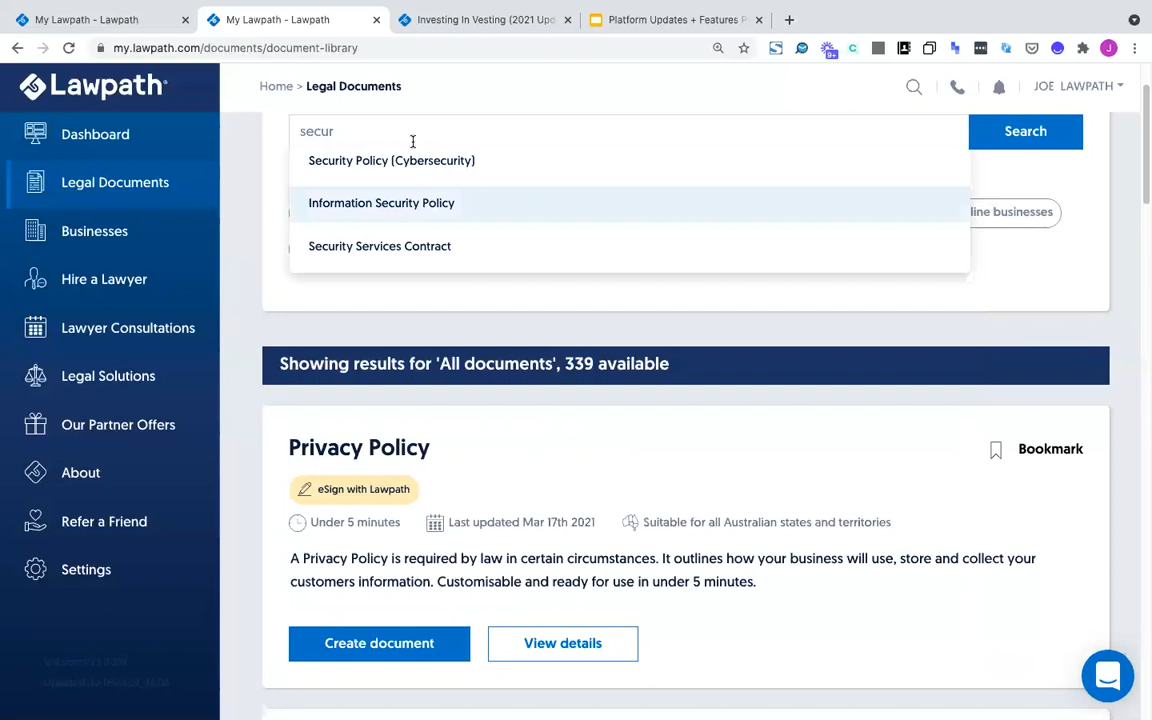 My Lawpath - Lawpath
My Lawpath - Lawpath
Investing In Vesting (2021 Upd
Platform Updates + Features P
my.lawpath.com/documents/document-library
9+
C
J
Lawpath
Home > Legal Documents
JOE LAWPATH
secur
Search
Security Policy (Cybersecurity)
Information Security Policy
line businesses
Security Services Contract
Dashboard
Legal Documents
Businesses
Hire a Lawyer
Lawyer Consultations
Legal Solutions
Our Partner Offers
About
Refer a Friend
Settings
Showing results for 'All documents', 339 available
Privacy Policy
Bookmark
eSign with Lawpath
Under 5 minutes
Last updated Mar 17th 2021
Suitable for all Australian states and territories
A Privacy Policy is required by law in certain circumstances. It outlines how your business will use, store and collect your
customers information. Customisable and ready for use in under 5 minutes.
Create document
View details